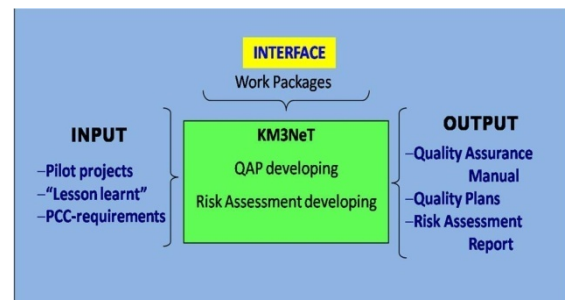 INTERFACE
Work Packages
INPUT
–Pilot projects
–“Lesson learnt”
–PCC-requirements
KM3NeT
QAP developing
Risk Assessment developing
OUTPUT
–Quality Assurance
Manual
–Quality Plans
–Risk Assessment
Report